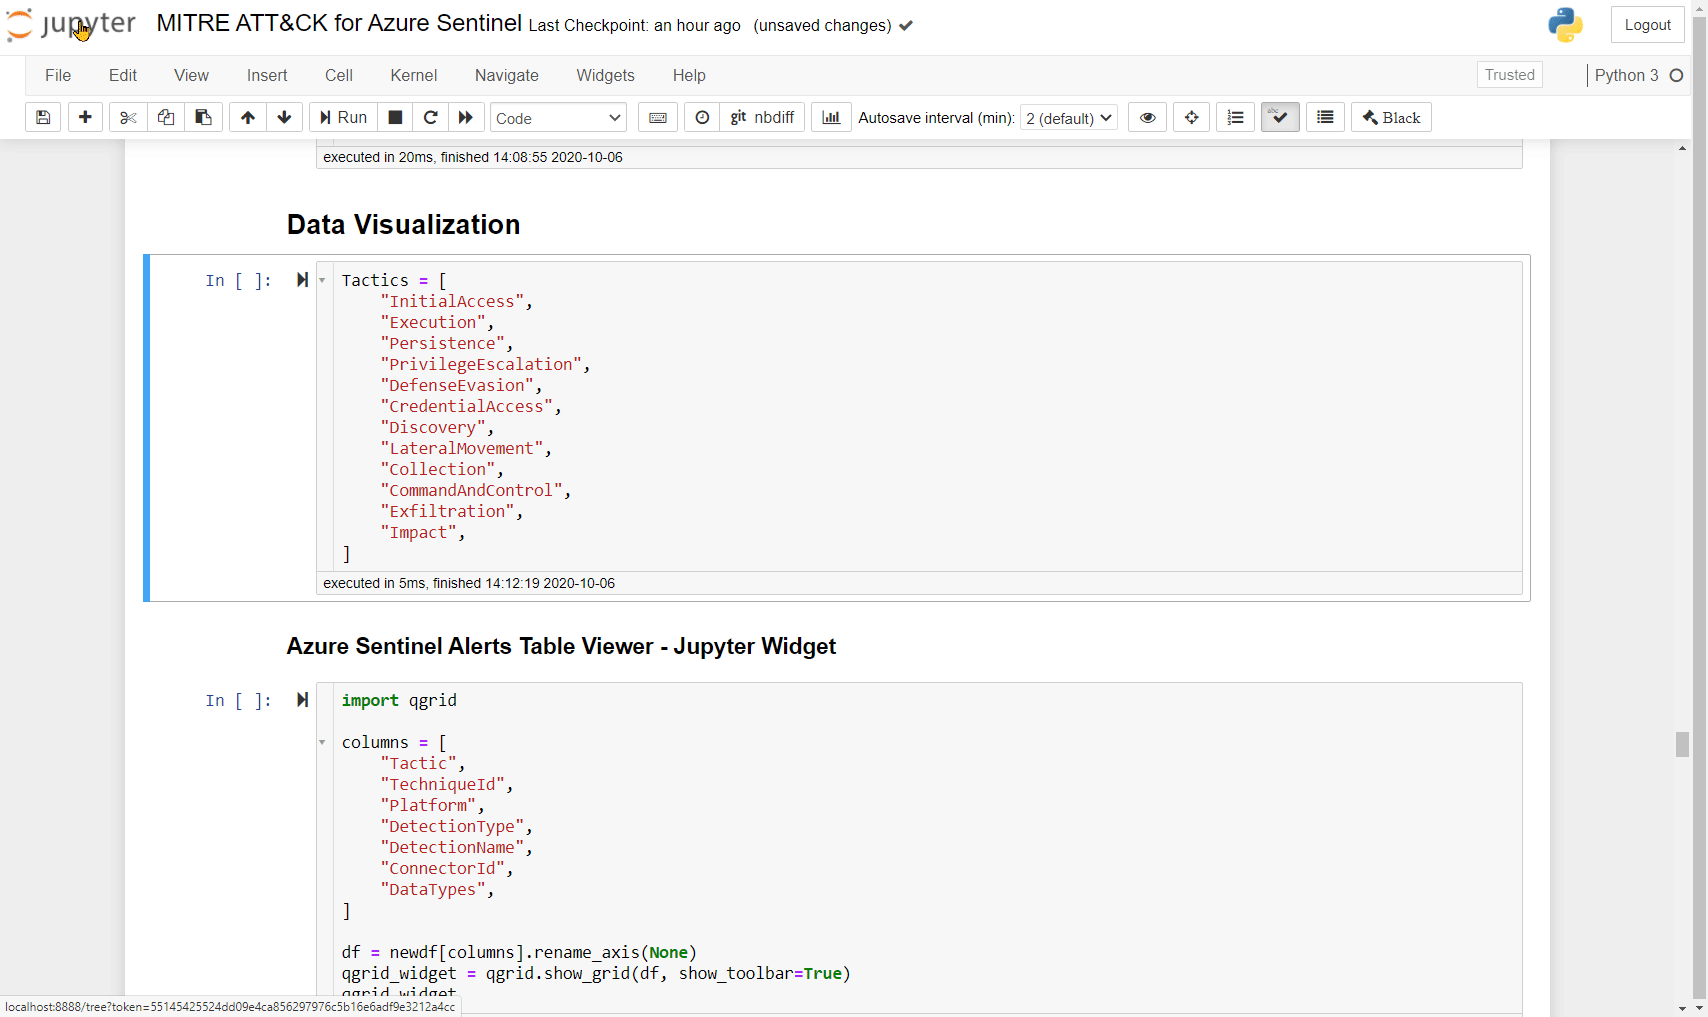 jupyter MITRE ATT&CK for Azure Sentinel Last Checkpoint: an hour ago (unsaved changes) Logout
File Edit View Insert Cell Kernel Navigate Widgets Help Trusted Python 3
Run Code git nbdiff Autosave interval (min): 2 (default) abc Black
executed in 20ms, finished 14:08:55 2020-10-06
Data Visualization
In [ ]: Tactics = [
"InitialAccess",
"Execution",
"Persistence",
"PrivilegeEscalation",
"DefenseEvasion",
"CredentialAccess",
"Discovery",
"LateralMovement",
"Collection",
"CommandAndControl",
"Exfiltration",
"Impact",
]
executed in 5ms, finished 14:12:19 2020-10-06
Azure Sentinel Alerts Table Viewer - Jupyter Widget
In [ ]: import qgrid
columns = [
"Tactic",
"TechniqueId",
"Platform",
"DetectionType",
"DetectionName",
"ConnectorId",
"DataTypes",
]
df = newdf[columns].rename_axis(None)
qgrid_widget = qgrid.show_grid(df, show_toolbar=True)
qgrid_widget
localhost:8888/tree?token=55145425524dd09e4ca856297976c5b16e6adf9e3212a4cc